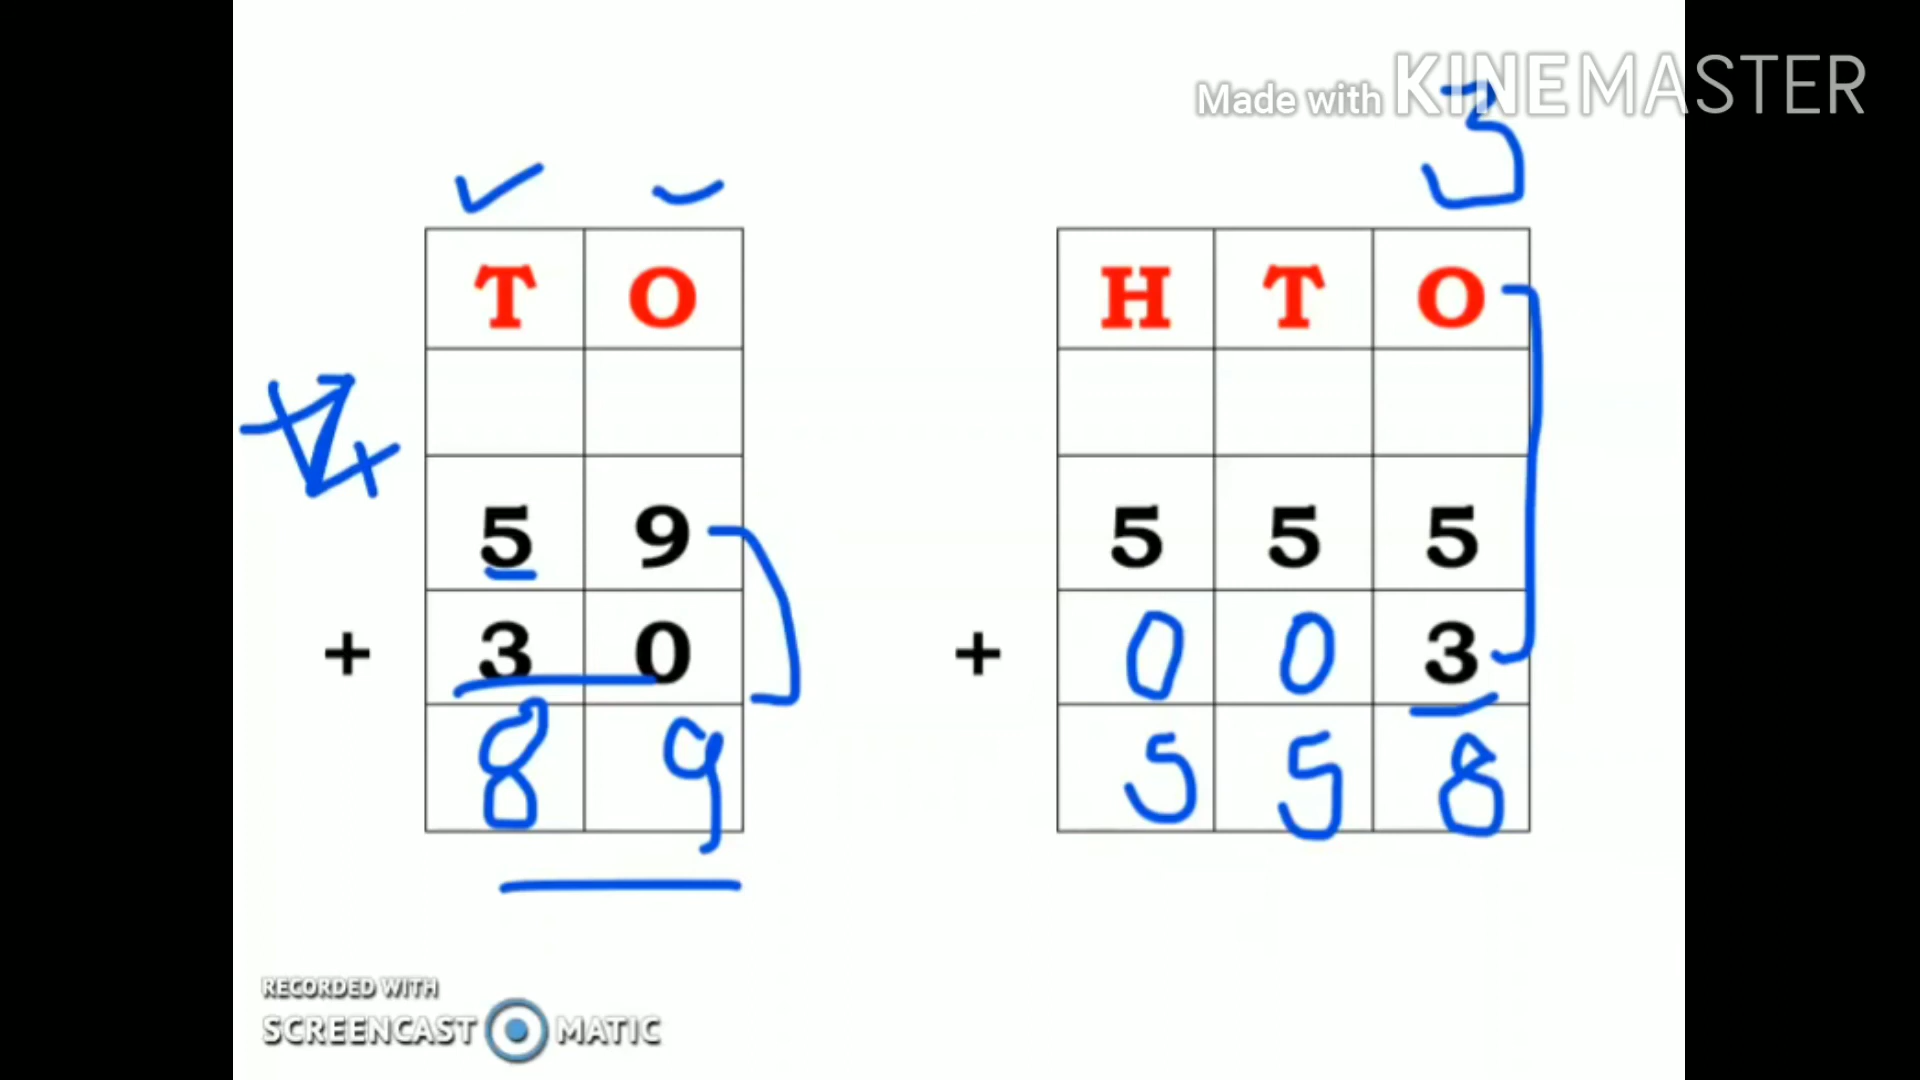 Made with KINEMASTER
3
T O
H T O
5 9
5 5 5
+ 3 0
+ 0 0 3
8 9
5 5 8
RECORDED WITH
SCREENCAST MATIC